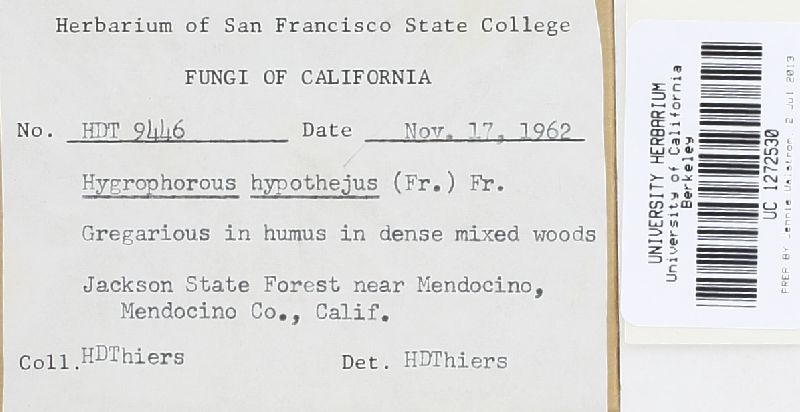 Herbarium of San Francisco State College
FUNGI OF CALIFORNIA
No. HDT 9446 Date Nov. 17, 1962
Hygrophorous hypothejus (Fr.) Fr.
Gregarious in humus in dense mixed woods
Jackson State Forest near Mendocino,
Mendocino Co., Calif.
Coll. HDThiers Det. HDThiers
UNIVERSITY HERBARIUM
University of California
Berkeley
UC 1272530
PREP BY Jennie Wikstrom, 2 Jul 2013